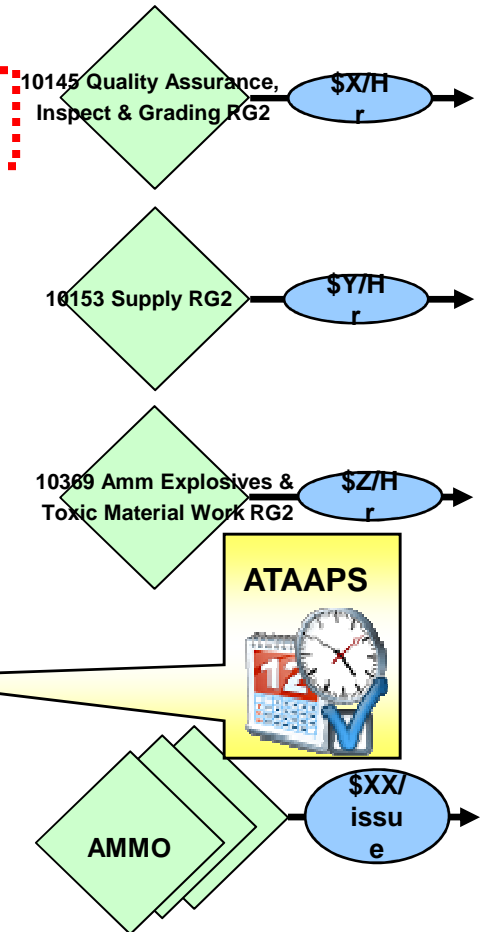 10145 Quality Assurance,
Inspect & Grading RG2
$X/H
r
10153 Supply RG2
$Y/H
r
10369 Amm Explosives &
Toxic Material Work RG2
$Z/H
r
ATAAPS
12
AMMO
$XX/
issu
e